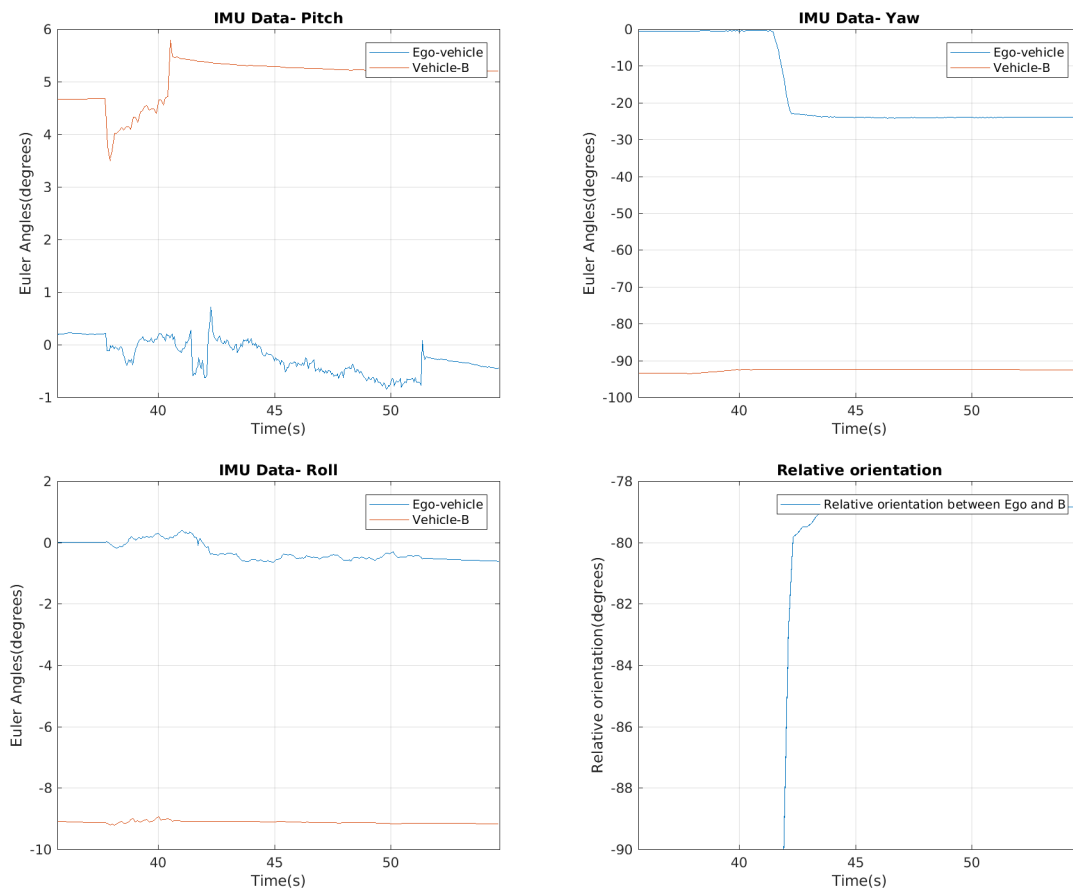 IMU Data- Pitch
6
5
4
3
2
1
0
-1
40
45
50
Euler Angles(degrees)
Time(s)
Ego-vehicle
Vehicle-B
IMU Data- Yaw
0
-10
-20
-30
-40
-50
-60
-70
-80
-90
-100
40
45
50
Euler Angles(degrees)
Time(s)
Ego-vehicle
Vehicle-B
IMU Data- Roll
2
0
-2
-4
-6
-8
-10
40
45
50
Euler Angles(degrees)
Time(s)
Ego-vehicle
Vehicle-B
Relative orientation
-78
-80
-82
-84
-86
-88
-90
40
45
50
Relative orientation(degrees)
Time(s)
Relative orientation between Ego and B